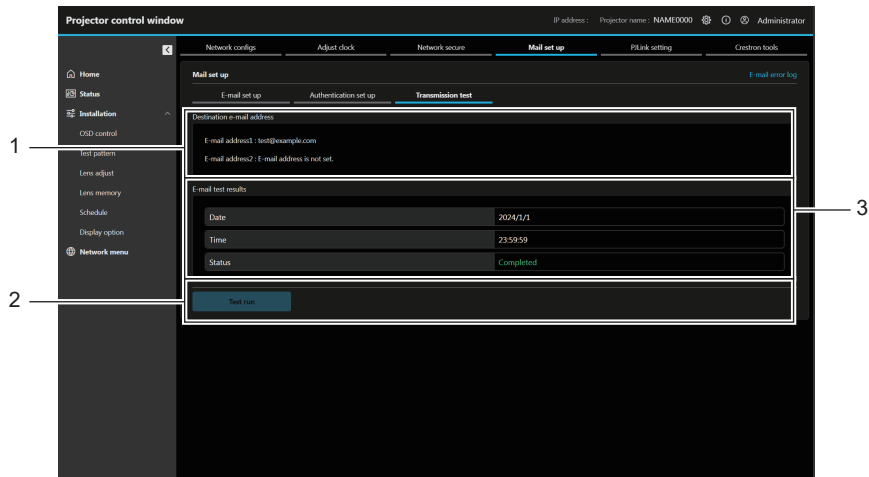 Projector control window
IP address : Projector name : NAME0000 Administrator
Network configs Adjust clock Network secure Mail set up PJLink setting Crestron tools
Home
Status
Installation
OSD control
Test pattern
Lens adjust
Lens memory
Schedule
Display option
Network menu
Mail set up E-mail error log
E-mail set up Authentication set up Transmission test
Destination e-mail address
E-mail address1 : test@example.com
E-mail address2 : E-mail address is not set.
E-mail test results
Date 2024/1/1
Time 23:59:59
Status Completed
Test run
1
2
3